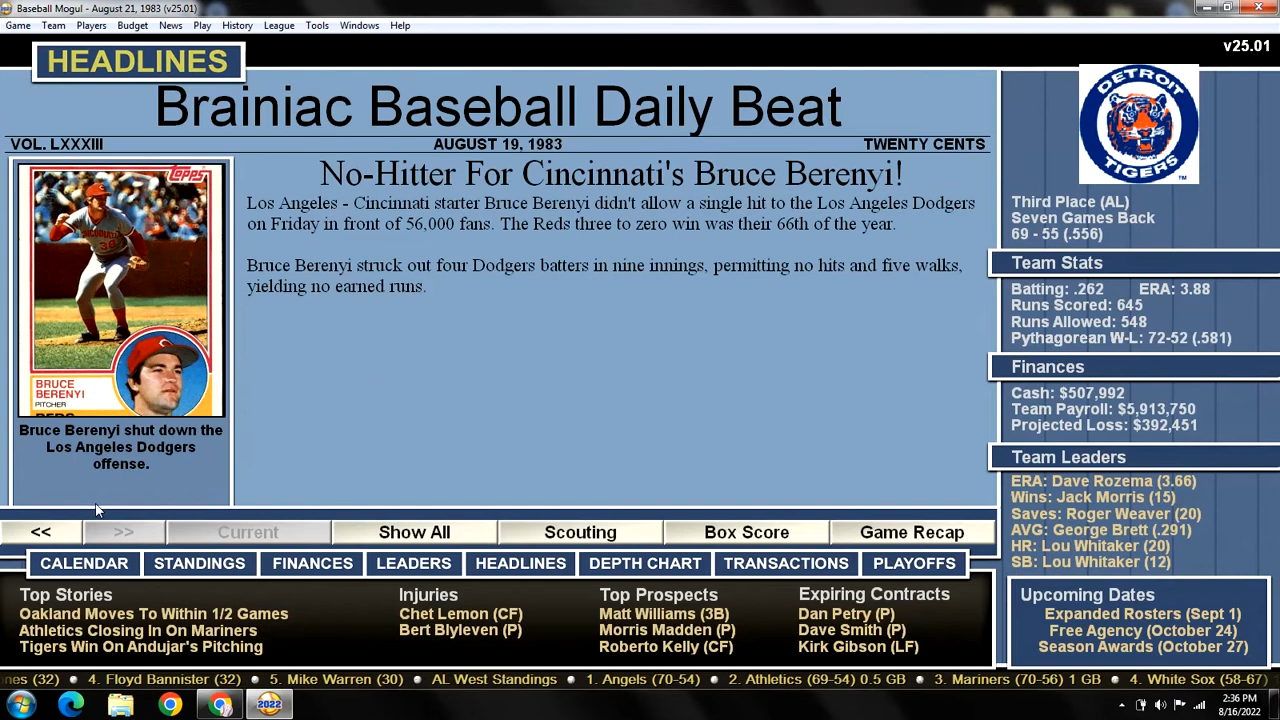 Baseball Mogul - August 21, 1983 (v25.01)
Game Team Players Budget News Play History League Tools Windows Help
HEADLINES
v25.01
Brainiac Baseball Daily Beat
VOL. LXXXIII AUGUST 19, 1983 TWENTY CENTS
TOPPS
BRUCE
BERENYI
PITCHER
REDS
Bruce Berenyi shut down the
Los Angeles Dodgers
offense.
No-Hitter For Cincinnati's Bruce Berenyi!
Los Angeles - Cincinnati starter Bruce Berenyi didn't allow a single hit to the Los Angeles Dodgers
on Friday in front of 56,000 fans. The Reds three to zero win was their 66th of the year.
Bruce Berenyi struck out four Dodgers batters in nine innings, permitting no hits and five walks,
yielding no earned runs.
DETROIT
TIGERS
TM
Third Place (AL)
Seven Games Back
69 - 55 (.556)
Team Stats
Batting: .262 ERA: 3.88
Runs Scored: 645
Runs Allowed: 548
Pythagorean W-L: 72-52 (.581)
Finances
Cash: $507,992
Team Payroll: $5,913,750
Projected Loss: $392,451
Team Leaders
ERA: Dave Rozema (3.66)
Wins: Jack Morris (15)
Saves: Roger Weaver (20)
AVG: George Brett (.291)
HR: Lou Whitaker (20)
SB: Lou Whitaker (12)
<< >> Current Show All Scouting Box Score Game Recap
CALENDAR STANDINGS FINANCES LEADERS HEADLINES DEPTH CHART TRANSACTIONS PLAYOFFS
Top Stories
Oakland Moves To Within 1/2 Games
Athletics Closing In On Mariners
Tigers Win On Andujar's Pitching
Injuries
Chet Lemon (CF)
Bert Blyleven (P)
Top Prospects
Matt Williams (3B)
Morris Madden (P)
Roberto Kelly (CF)
Expiring Contracts
Dan Petry (P)
Dave Smith (P)
Kirk Gibson (LF)
Upcoming Dates
Expanded Rosters (Sept 1)
Free Agency (October 24)
Season Awards (October 27)
nes (32) • 4. Floyd Bannister (32) • 5. Mike Warren (30) • AL West Standings • 1. Angels (70-54) • 2. Athletics (69-54) 0.5 GB • 3. Mariners (70-56) 1 GB • 4. White Sox (58-67)
2022
2:36 PM
8/16/2022